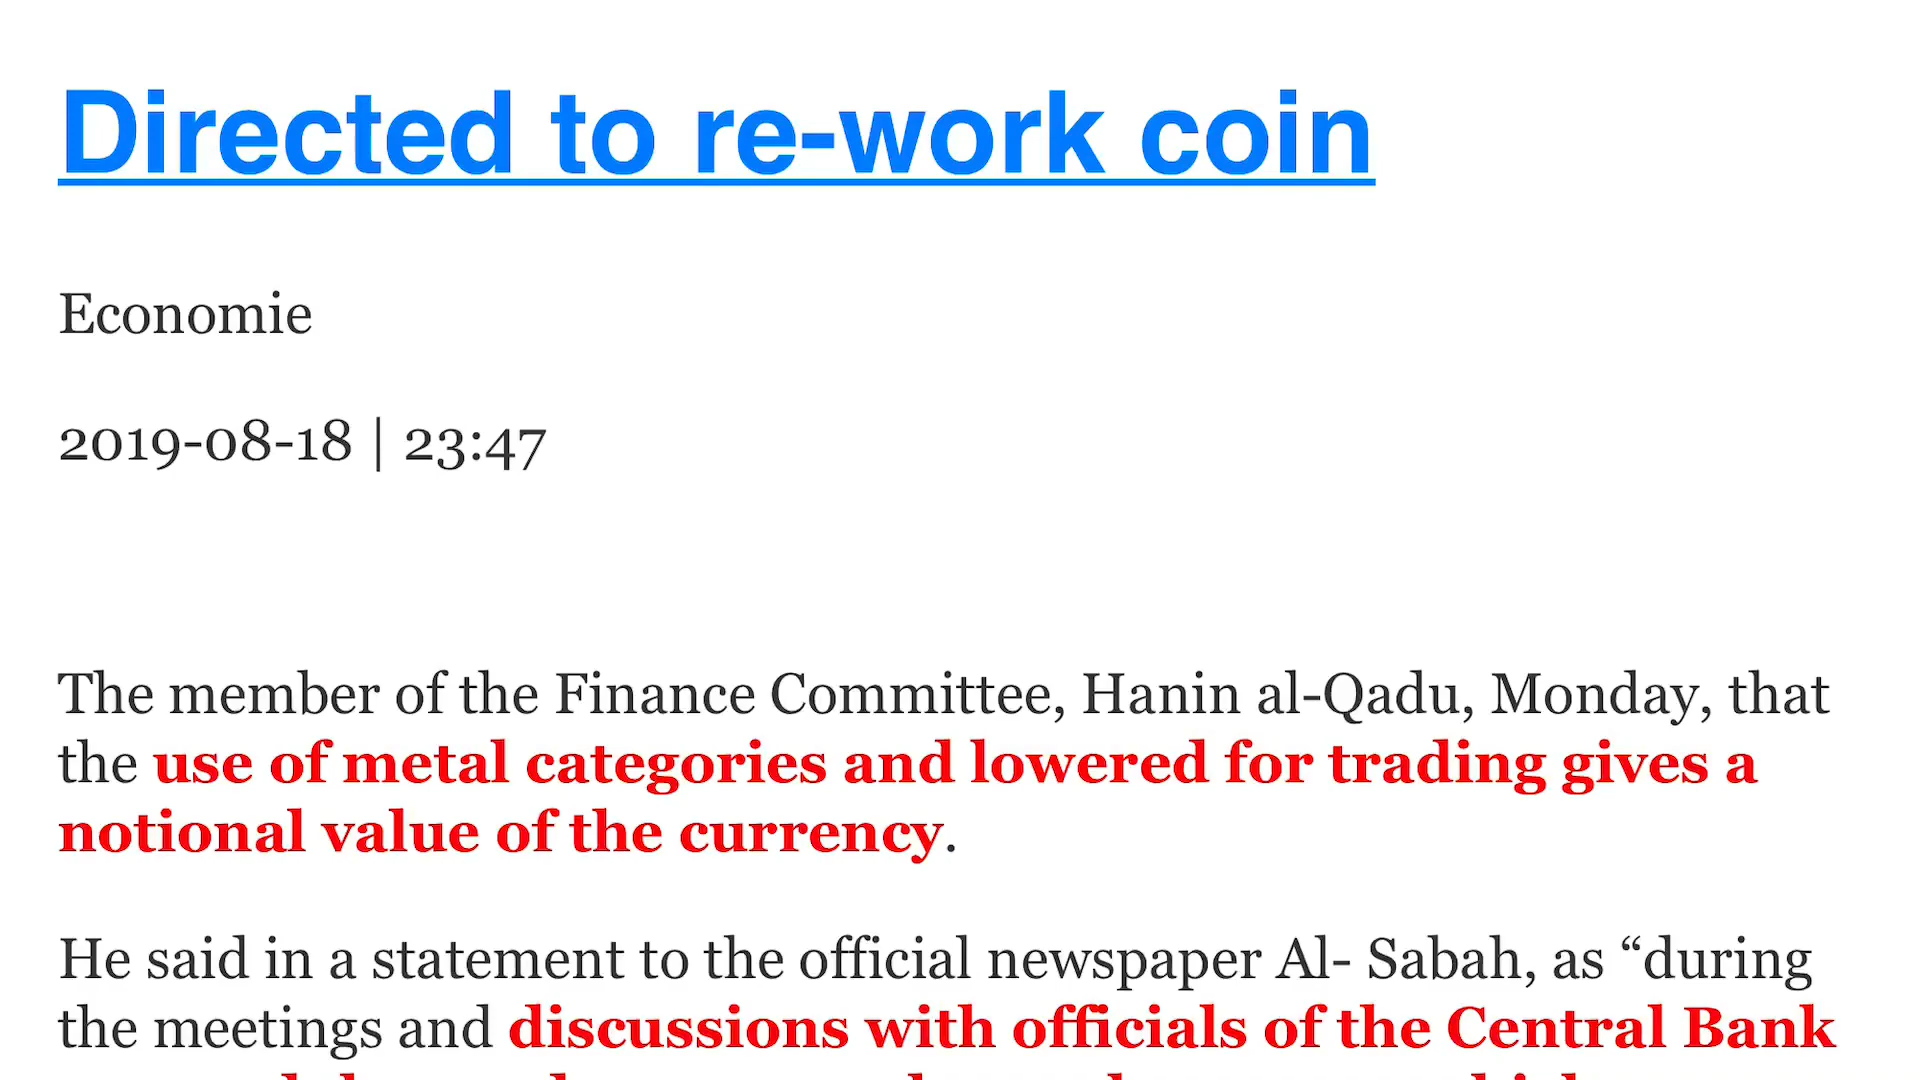 Directed to re-work coin
Economie
2019-08-18 | 23:47
The member of the Finance Committee, Hanin al-Qadu, Monday, that
the use of metal categories and lowered for trading gives a
notional value of the currency.
He said in a statement to the official newspaper Al- Sabah, as “during
the meetings and discussions with officials of the Central Bank